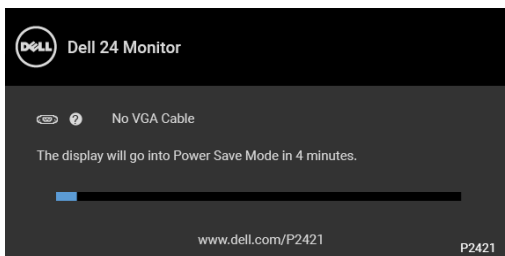 DELL Dell 24 Monitor
No VGA Cable
The display will go into Power Save Mode in 4 minutes.
www.dell.com/P2421
P2421